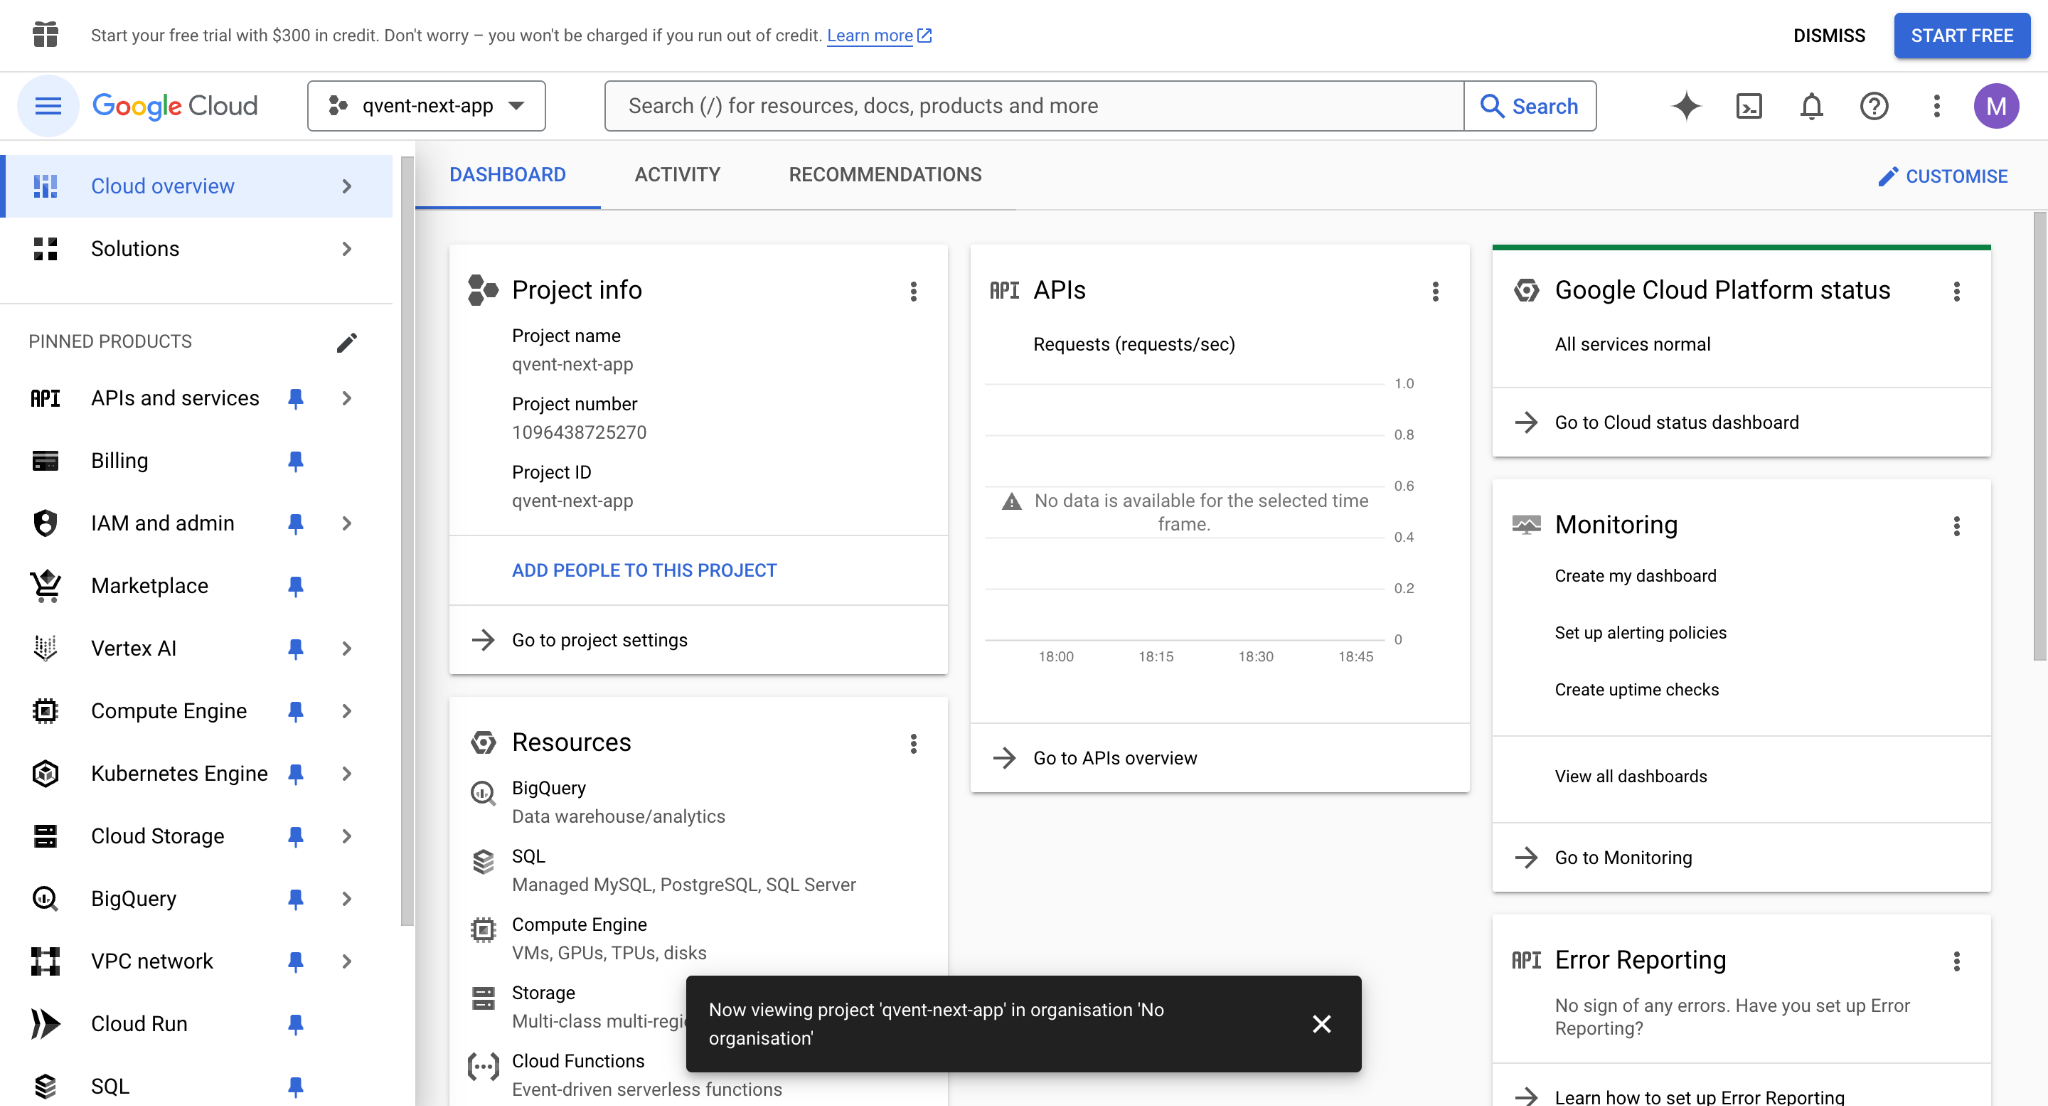 Start your free trial with $300 in credit. Don't worry – you won't be charged if you run out of credit. Learn more
DISMISS
START FREE
Google Cloud
qvent-next-app
Search (/) for resources, docs, products and more
Search
M
Cloud overview
Solutions
PINNED PRODUCTS
API APIs and services
Billing
IAM and admin
Marketplace
Vertex AI
Compute Engine
Kubernetes Engine
Cloud Storage
BigQuery
VPC network
Cloud Run
SQL
DASHBOARD
ACTIVITY
RECOMMENDATIONS
CUSTOMISE
Project info
Project name
qvent-next-app
Project number
1096438725270
Project ID
qvent-next-app
ADD PEOPLE TO THIS PROJECT
Go to project settings
Resources
BigQuery
Data warehouse/analytics
SQL
Managed MySQL, PostgreSQL, SQL Server
Compute Engine
VMs, GPUs, TPUs, disks
Storage
Multi-class multi-regi
Cloud Functions
Event-driven serverless functions
API APIs
Requests (requests/sec)
1.0
0.8
0.6
No data is available for the selected time
frame.
0.4
0.2
0
18:00
18:15
18:30
18:45
Go to APIs overview
Google Cloud Platform status
All services normal
Go to Cloud status dashboard
Monitoring
Create my dashboard
Set up alerting policies
Create uptime checks
View all dashboards
Go to Monitoring
API Error Reporting
No sign of any errors. Have you set up Error
Reporting?
Learn how to set up Error Reporting
Now viewing project 'qvent-next-app' in organisation 'No
organisation'